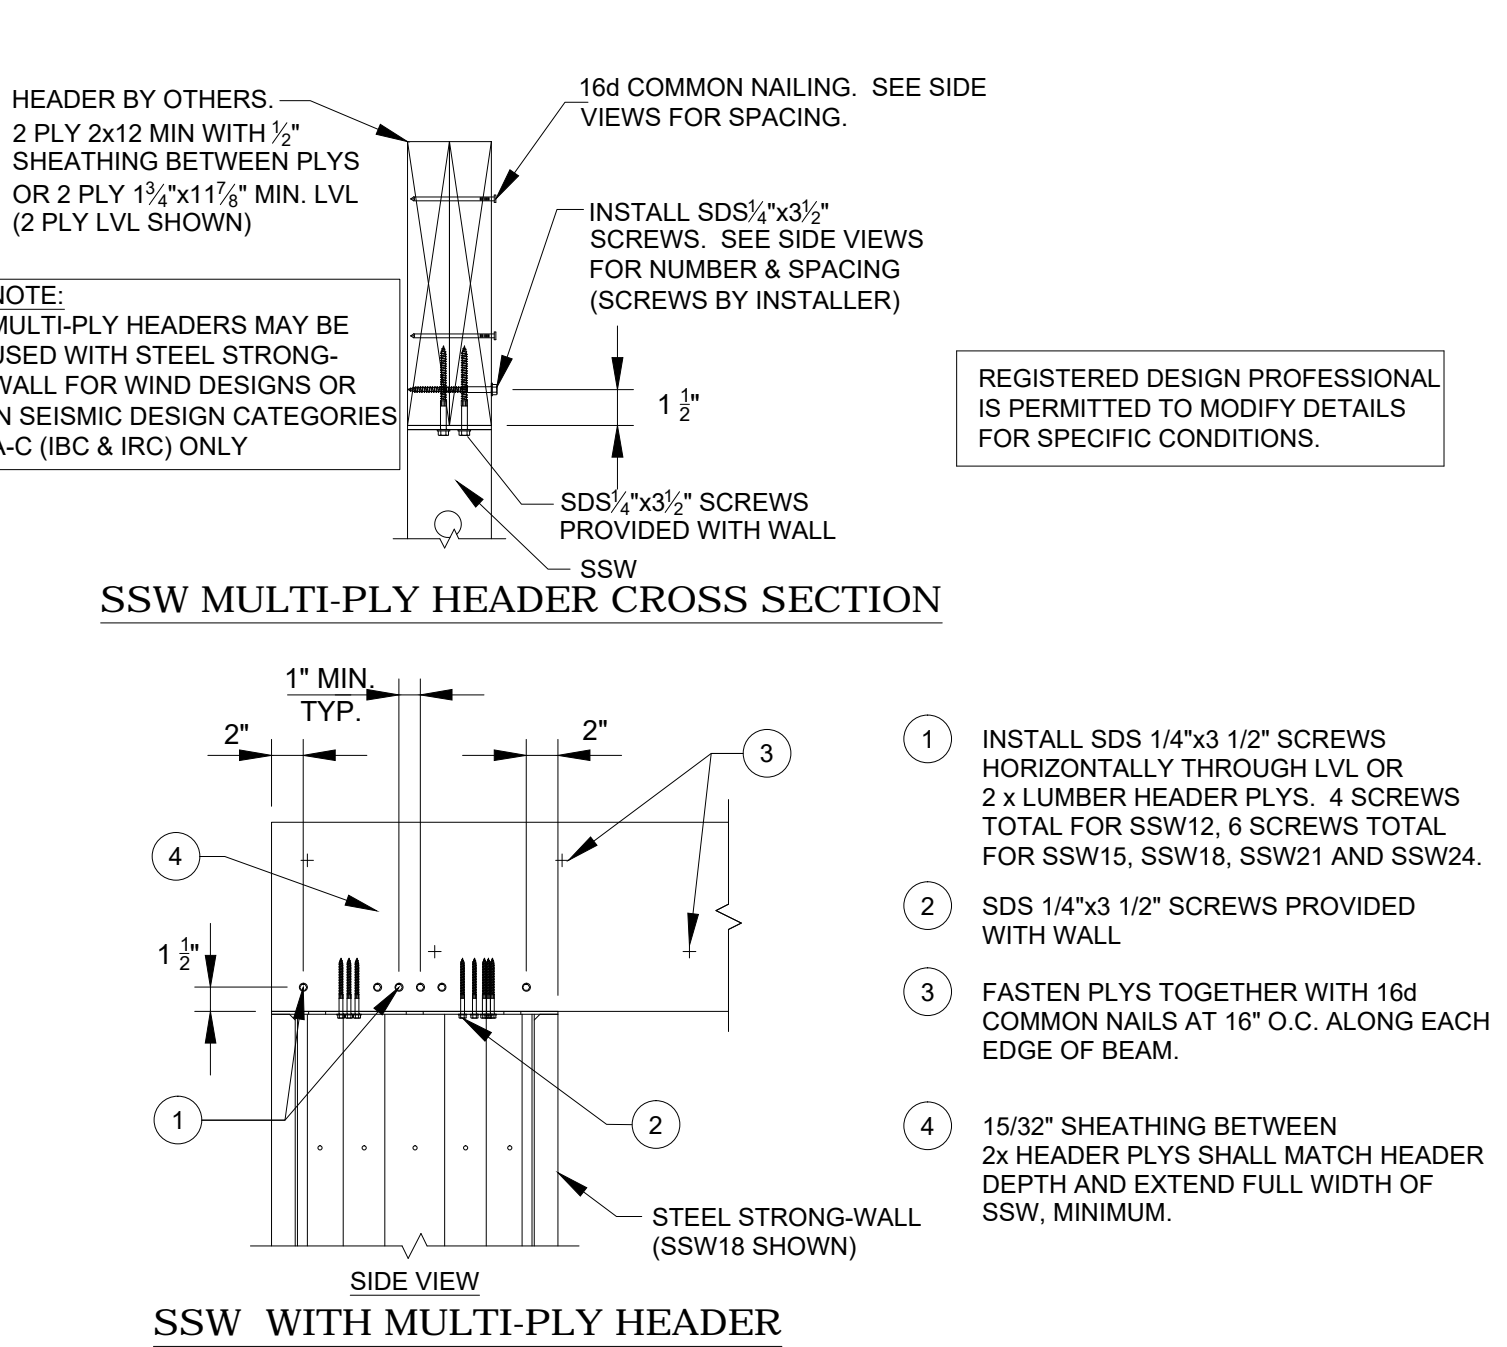 HEADER BY OTHERS.
2 PLY 2x12 MIN WITH ½"
SHEATHING BETWEEN PLYS
OR 2 PLY 1¾"x11⅞" MIN. LVL
(2 PLY LVL SHOWN)
16d COMMON NAILING. SEE SIDE
VIEWS FOR SPACING.
INSTALL SDS¼"x3½"
SCREWS. SEE SIDE VIEWS
FOR NUMBER & SPACING
(SCREWS BY INSTALLER)
NOTE:
MULTI-PLY HEADERS MAY BE
USED WITH STEEL STRONG-
WALL FOR WIND DESIGNS OR
IN SEISMIC DESIGN CATEGORIES
A-C (IBC & IRC) ONLY
1 ½"
REGISTERED DESIGN PROFESSIONAL
IS PERMITTED TO MODIFY DETAILS
FOR SPECIFIC CONDITIONS.
SDS¼"x3½" SCREWS
PROVIDED WITH WALL
SSW
SSW MULTI-PLY HEADER CROSS SECTION
1" MIN.
TYP.
2"
2"
3
4
1 ½"
1
2
STEEL STRONG-WALL
(SSW18 SHOWN)
SIDE VIEW
SSW WITH MULTI-PLY HEADER
1
INSTALL SDS 1/4"x3 1/2" SCREWS
HORIZONTALLY THROUGH LVL OR
2 x LUMBER HEADER PLYS. 4 SCREWS
TOTAL FOR SSW12, 6 SCREWS TOTAL
FOR SSW15, SSW18, SSW21 AND SSW24.
2
SDS 1/4"x3 1/2" SCREWS PROVIDED
WITH WALL
3
FASTEN PLYS TOGETHER WITH 16d
COMMON NAILS AT 16" O.C. ALONG EACH
EDGE OF BEAM.
4
15/32" SHEATHING BETWEEN
2x HEADER PLYS SHALL MATCH HEADER
DEPTH AND EXTEND FULL WIDTH OF
SSW, MINIMUM.